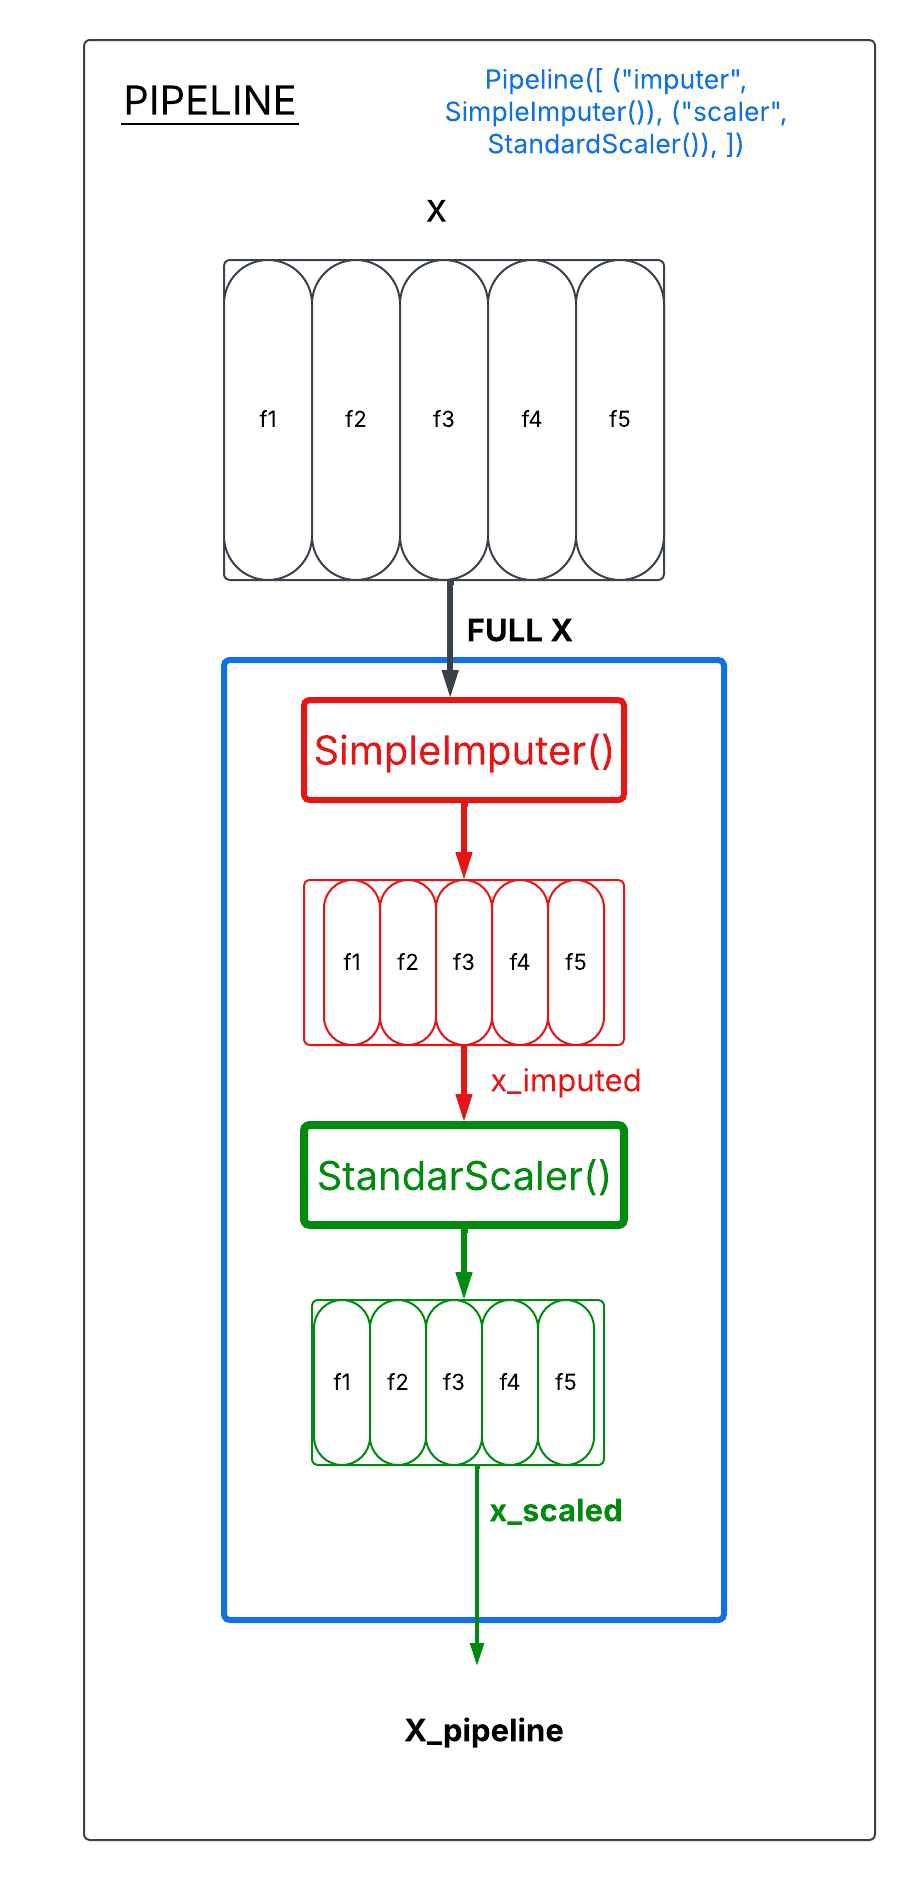 PIPELINE
Pipeline([ ("imputer",
SimpleImputer()), ("scaler",
StandardScaler()), ])
X
f1 f2 f3 f4 f5
FULL X
SimpleImputer()
f1 f2 f3 f4 f5
x_imputed
StandarScaler()
f1 f2 f3 f4 f5
x_scaled
X_pipeline